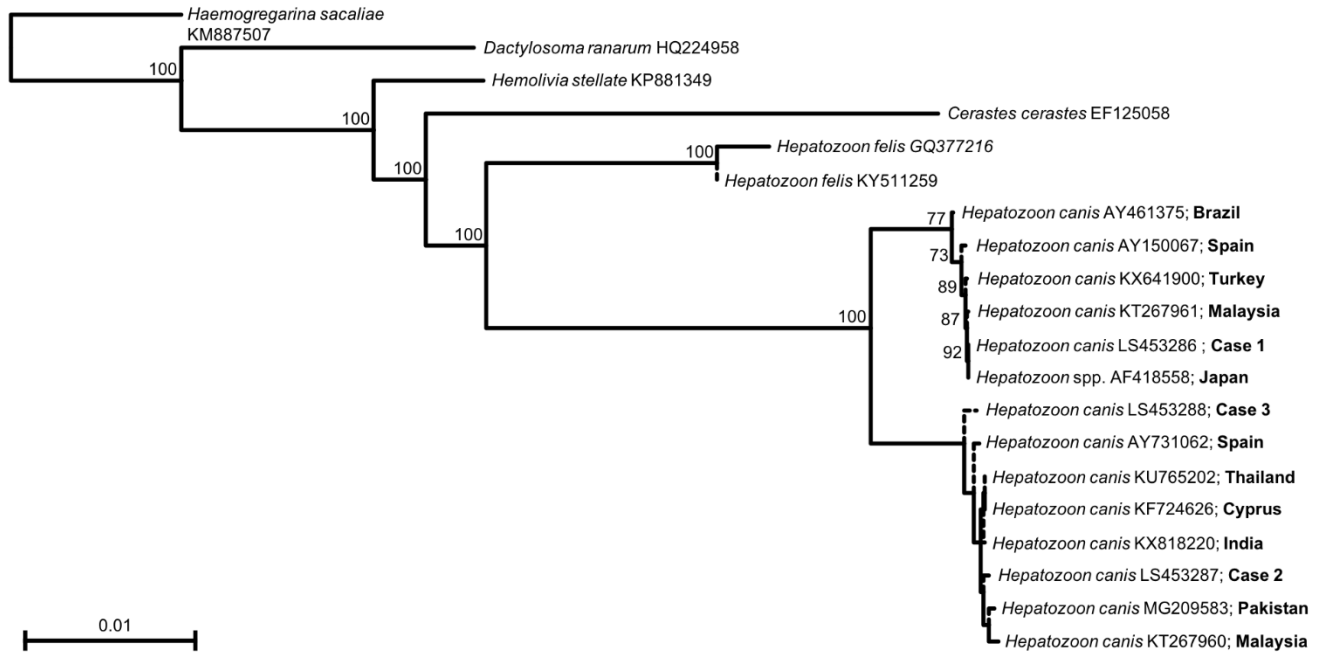 Haemogregarina sacaliae
KM887507
100
Dactylosoma ranarum HQ224958
Hemolivia stellate KP881349
100
Cerastes cerastes EF125058
100
Hepatozoon felis GQ377216
100
Hepatozoon felis KY511259
77
Hepatozoon canis AY461375; Brazil
100
Hepatozoon canis AY150067; Spain
73
Hepatozoon canis KX641900; Turkey
89
Hepatozoon canis KT267961; Malaysia
100
87
Hepatozoon canis LS453286 ; Case 1
92
Hepatozoon spp. AF418558; Japan
Hepatozoon canis LS453288; Case 3
Hepatozoon canis AY731062; Spain
Hepatozoon canis KU765202; Thailand
Hepatozoon canis KF724626; Cyprus
Hepatozoon canis KX818220; India
Hepatozoon canis LS453287; Case 2
Hepatozoon canis MG209583; Pakistan
0.01
Hepatozoon canis KT267960; Malaysia